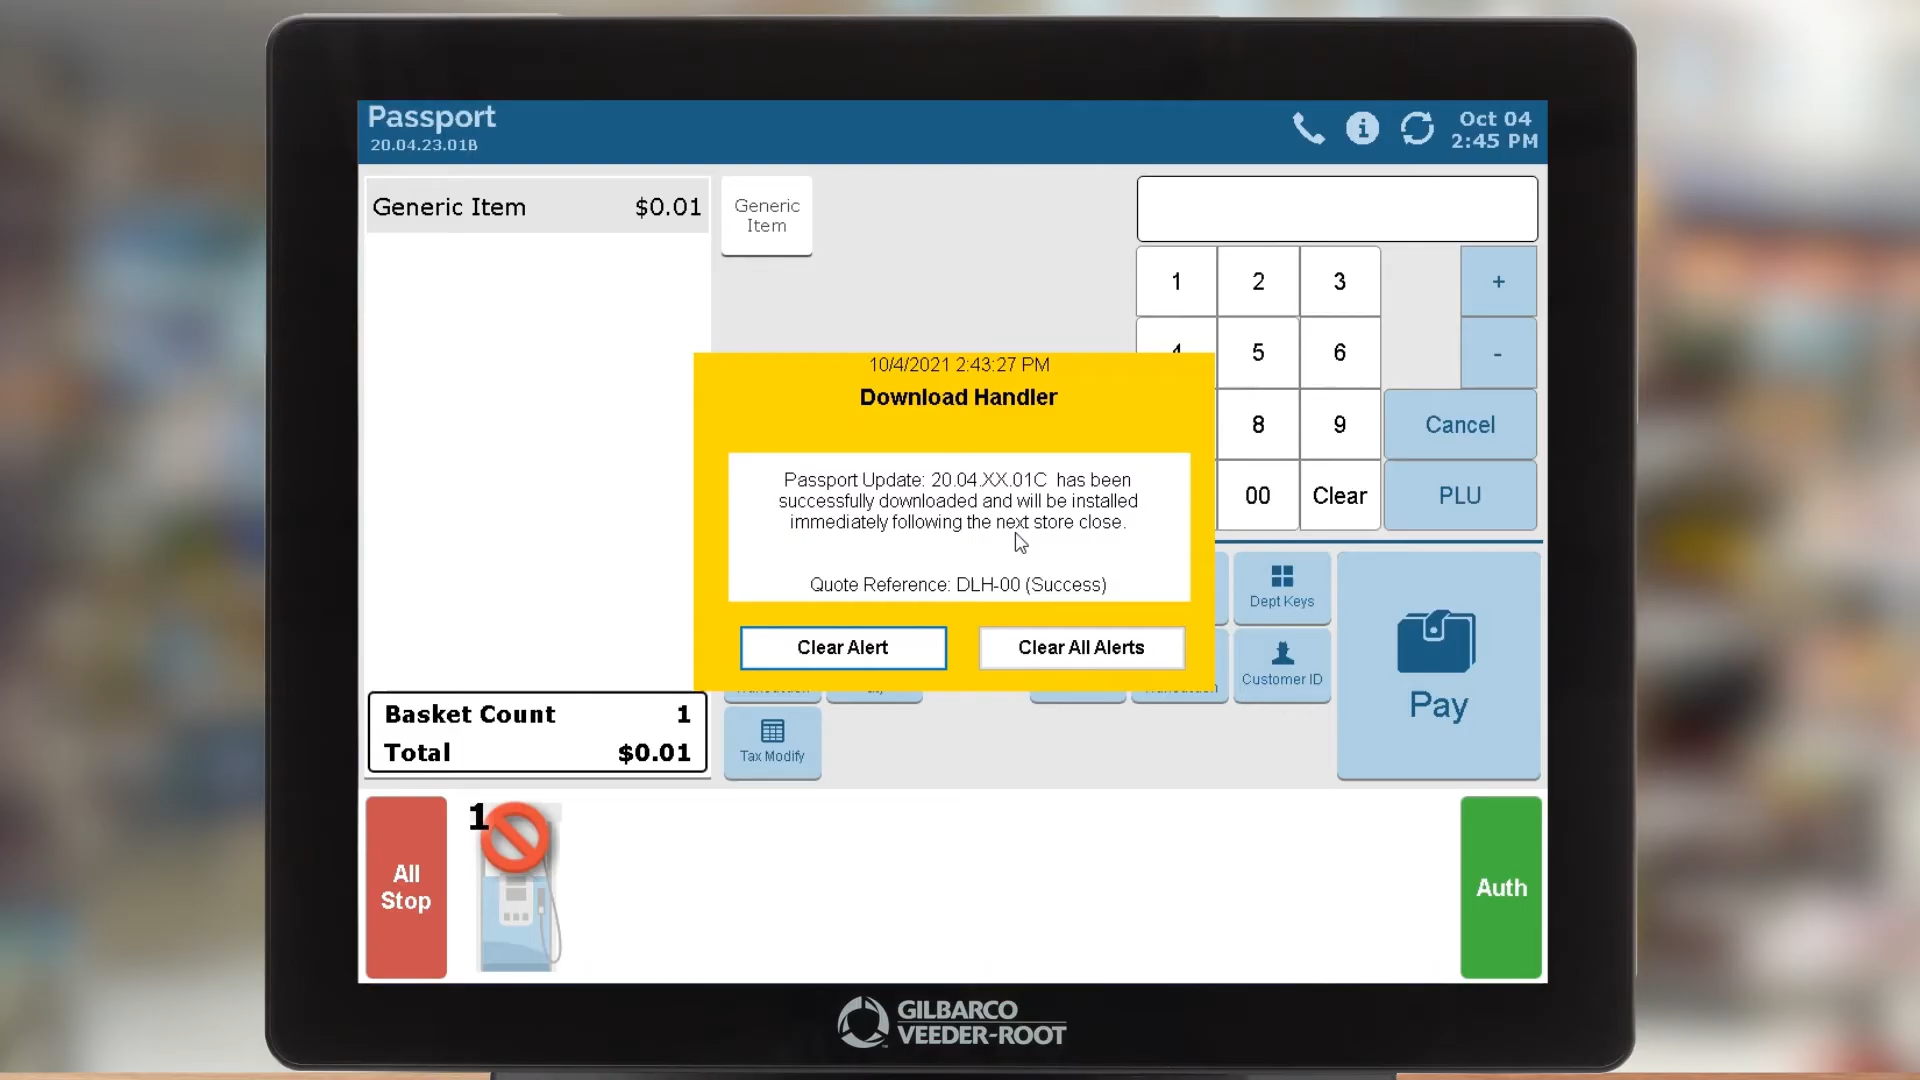 Passport
20.04.23.01B
Oct 04
2:45 PM
Generic Item $0.01
Generic
Item
1 2 3 +
4 5 6 -
8 9 Cancel
00 Clear PLU
10/4/2021 2:43:27 PM
Download Handler
Passport Update: 20.04.XX.01C has been
successfully downloaded and will be installed
immediately following the next store close.
Quote Reference: DLH-00 (Success)
Clear Alert Clear All Alerts
Dept Keys
Customer ID
Pay
Tax Modify
Basket Count 1
Total $0.01
All
Stop
1
Auth
GILBARCO
VEEDER-ROOT